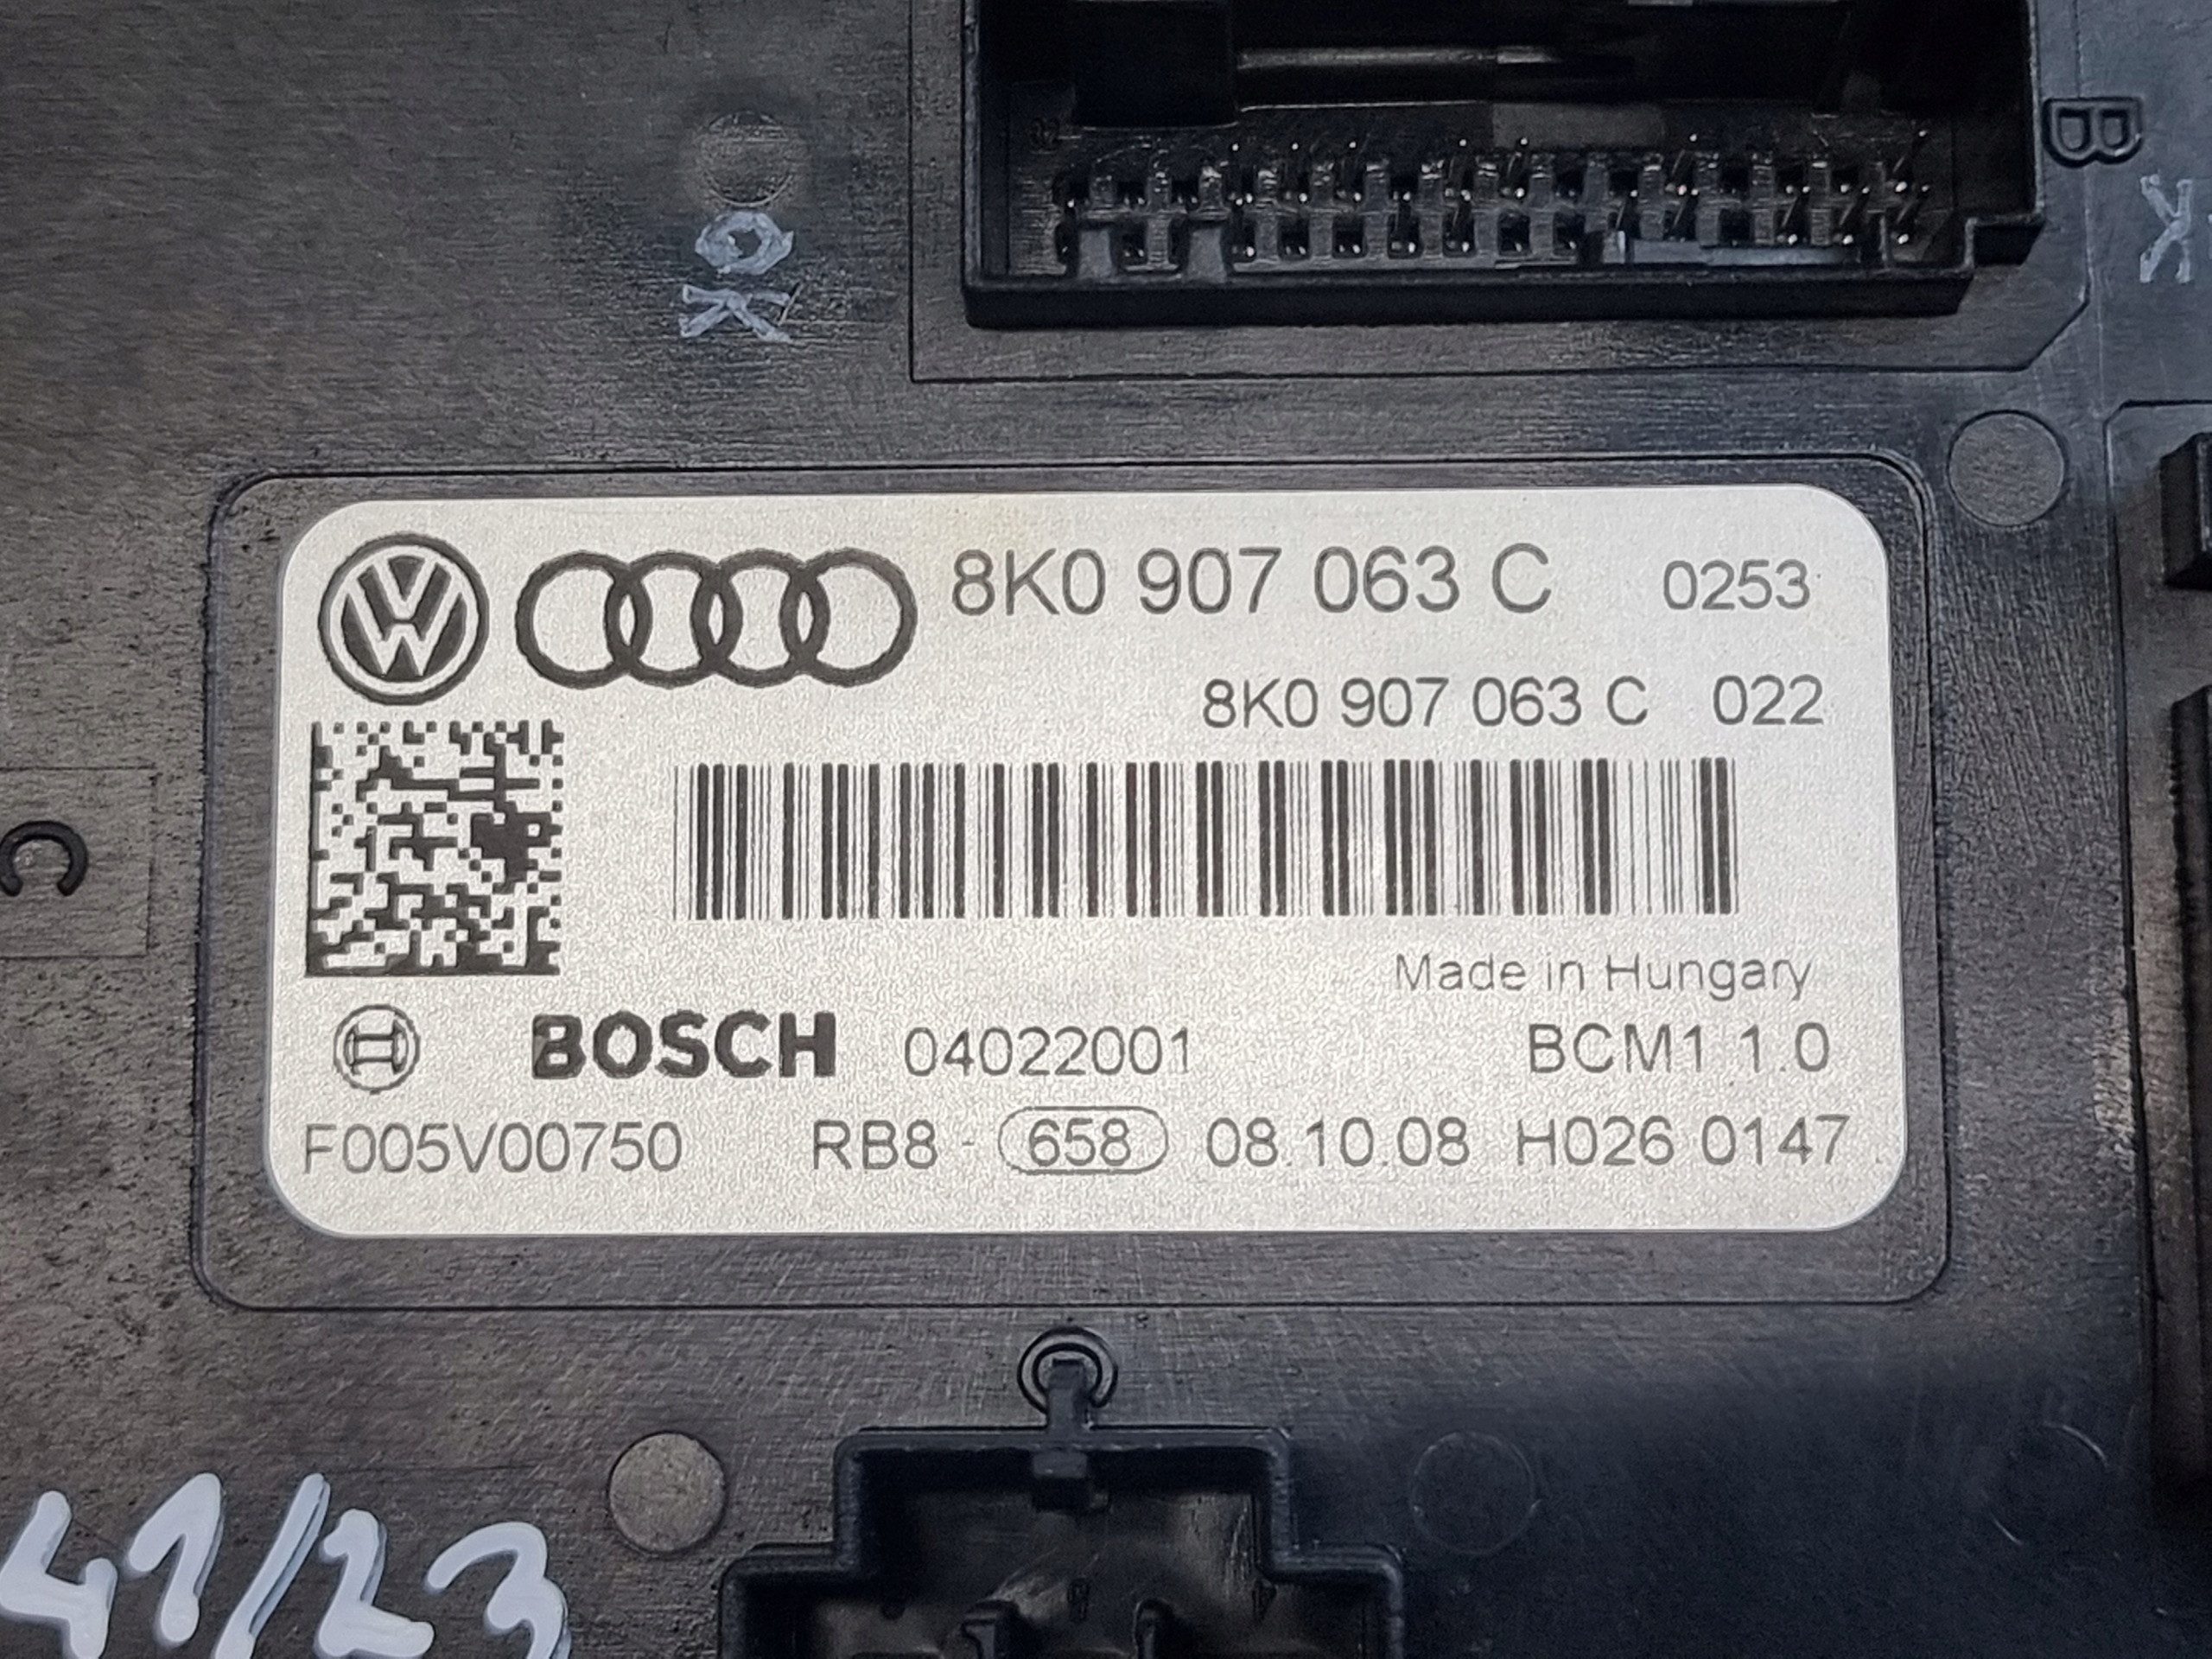 B
OK
K
8K0 907 063 C 0253
8K0 907 063 C 022
C
Made in Hungary
BOSCH 04022001 BCM1 1.0
F005V00750 RB8 - 658 08.10.08 H026 0147
41/23